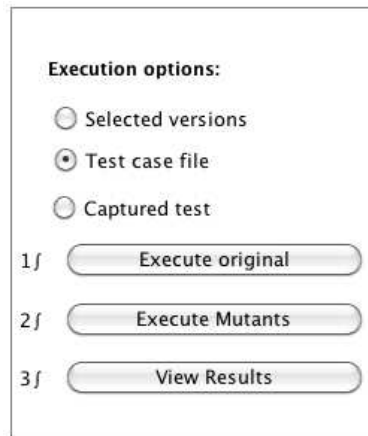 Execution options:
Selected versions
Test case file
Captured test
1∫ Execute original
2∫ Execute Mutants
3∫ View Results